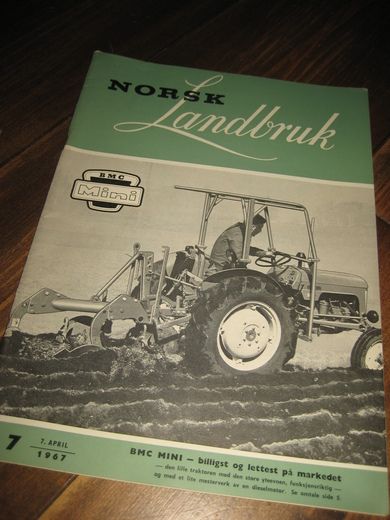 NORSK
Landbruk
BMC
Mini
7
7. APRIL
1967
BMC MINI — billigst og lettest på markedet
— den lille traktoren med den store yteevnen, funksjonsriktig —
og med et lite mesterverk av en dieselmotor. Se omtale side 5